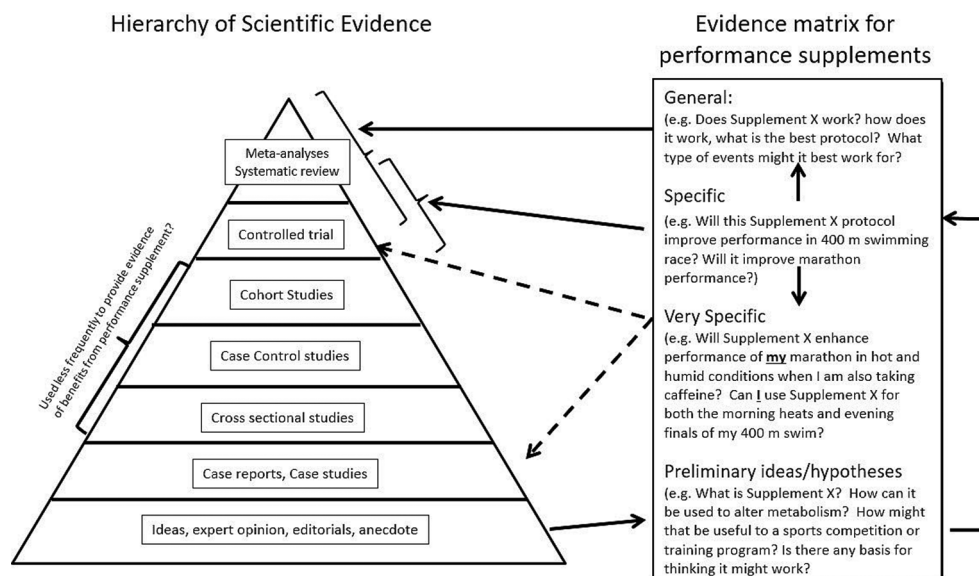 Hierarchy of Scientific Evidence
Meta-analyses
Systematic review
Controlled trial
Cohort Studies
Case Control studies
Cross sectional studies
Case reports, Case studies
Ideas, expert opinion, editorials, anecdote
Used less frequently to provide evidence
of benefits from performance supplement?
Evidence matrix for
performance supplements
General:
(e.g. Does Supplement X work? how does
it work, what is the best protocol? What
type of events might it best work for?
Specific
(e.g. Will this Supplement X protocol
improve performance in 400 m swimming
race? Will it improve marathon
performance?)
Very Specific
(e.g. Will Supplement X enhance
performance of my marathon in hot and
humid conditions when I am also taking
caffeine? Can I use Supplement X for
both the morning heats and evening
finals of my 400 m swim?
Preliminary ideas/hypotheses
(e.g. What is Supplement X? How can it
be used to alter metabolism? How might
that be useful to a sports competition or
training program? Is there any basis for
thinking it might work?